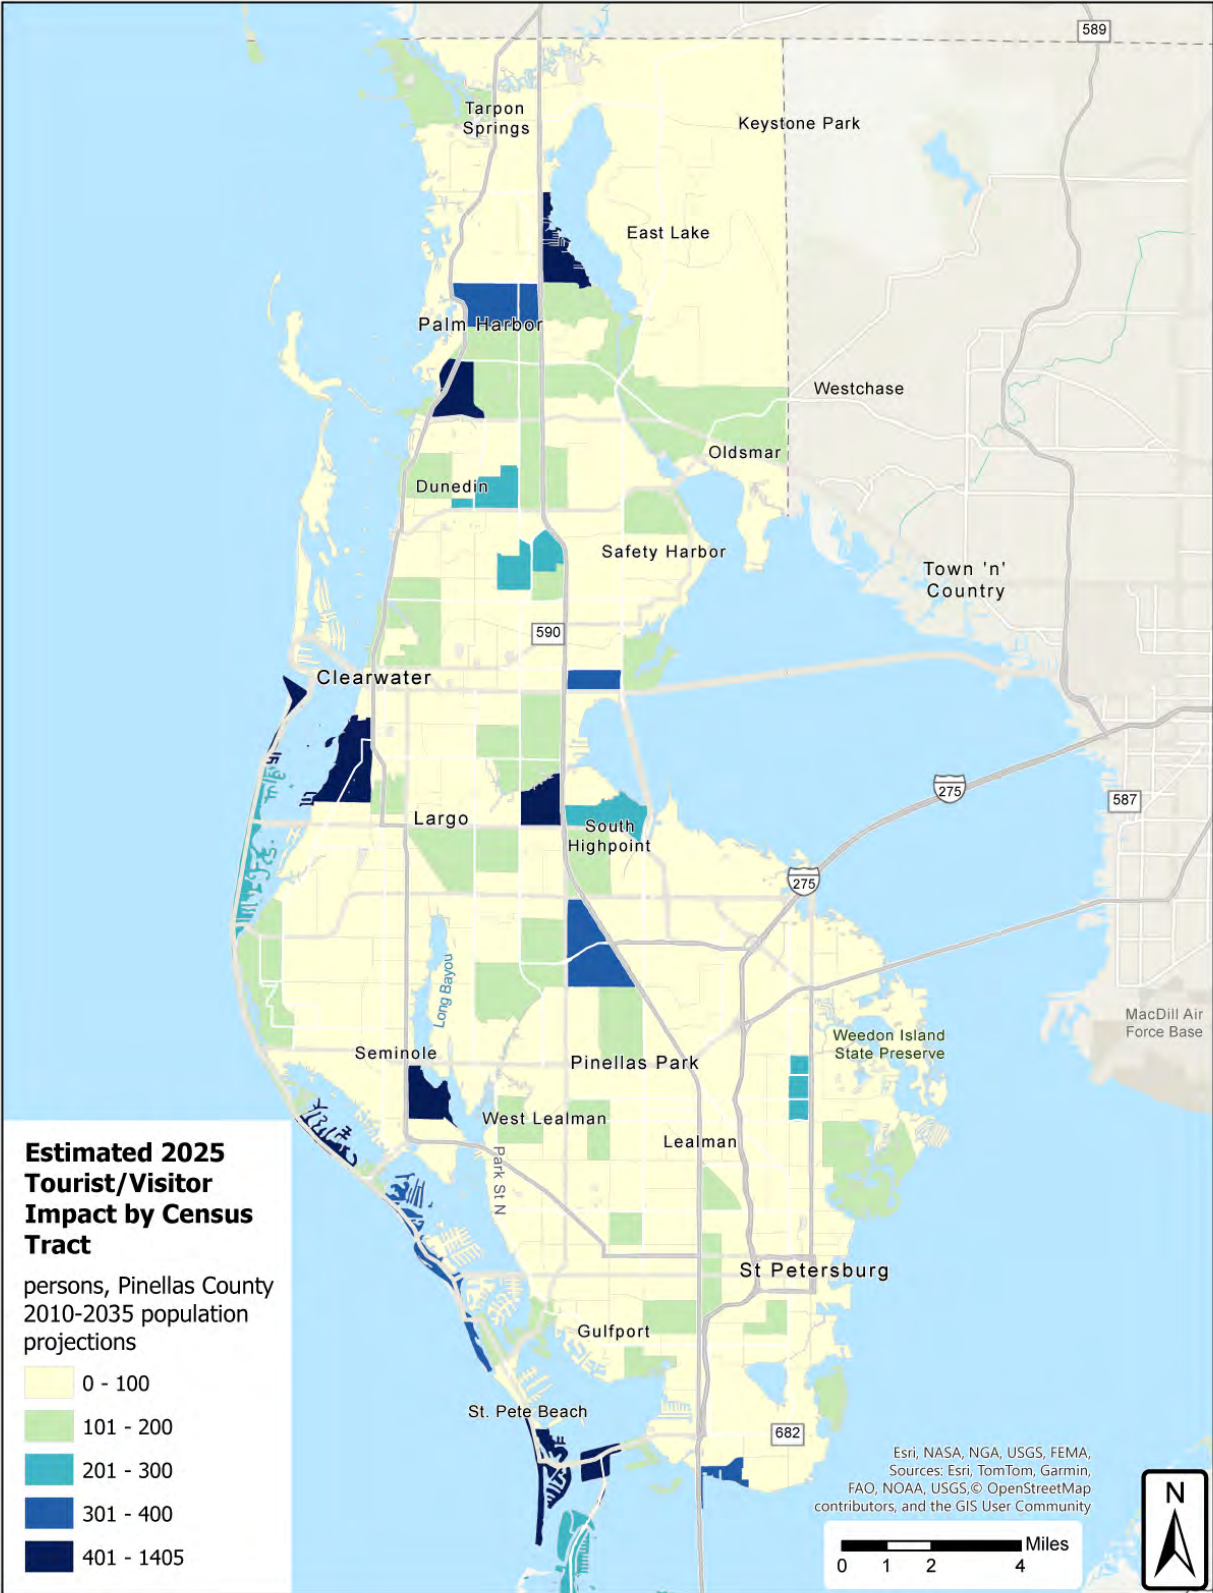 589
Tarpon
Springs
Keystone Park
East Lake
Palm Harbor
Westchase
Oldsmar
Dunedin
Safety Harbor
Town 'n'
Country
590
Clearwater
275
587
Largo
South
Highpoint
275
Long Bayou
MacDill Air
Force Base
Weedon Island
State Preserve
Seminole
Pinellas Park
West Lealman
Lealman
Park St N
St Petersburg
Gulfport
St. Pete Beach
682
Estimated 2025
Tourist/Visitor
Impact by Census
Tract
persons, Pinellas County
2010-2035 population
projections
0 - 100
101 - 200
201 - 300
301 - 400
401 - 1405
Esri, NASA, NGA, USGS, FEMA,
Sources: Esri, TomTom, Garmin,
FAO, NOAA, USGS,© OpenStreetMap
contributors, and the GIS User Community
Miles
0 1 2 4
N